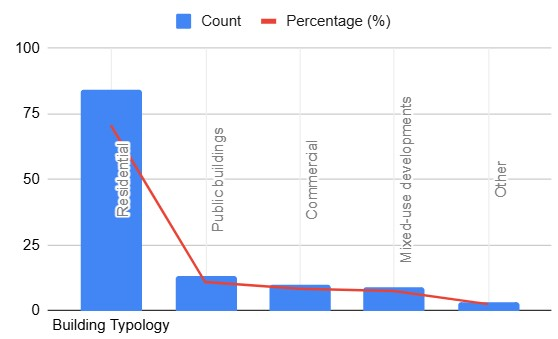 Count Percentage (%)
100
75
50
25
0
Residential
Public buildings
Commercial
Mixed-use developments
Other
Building Typology